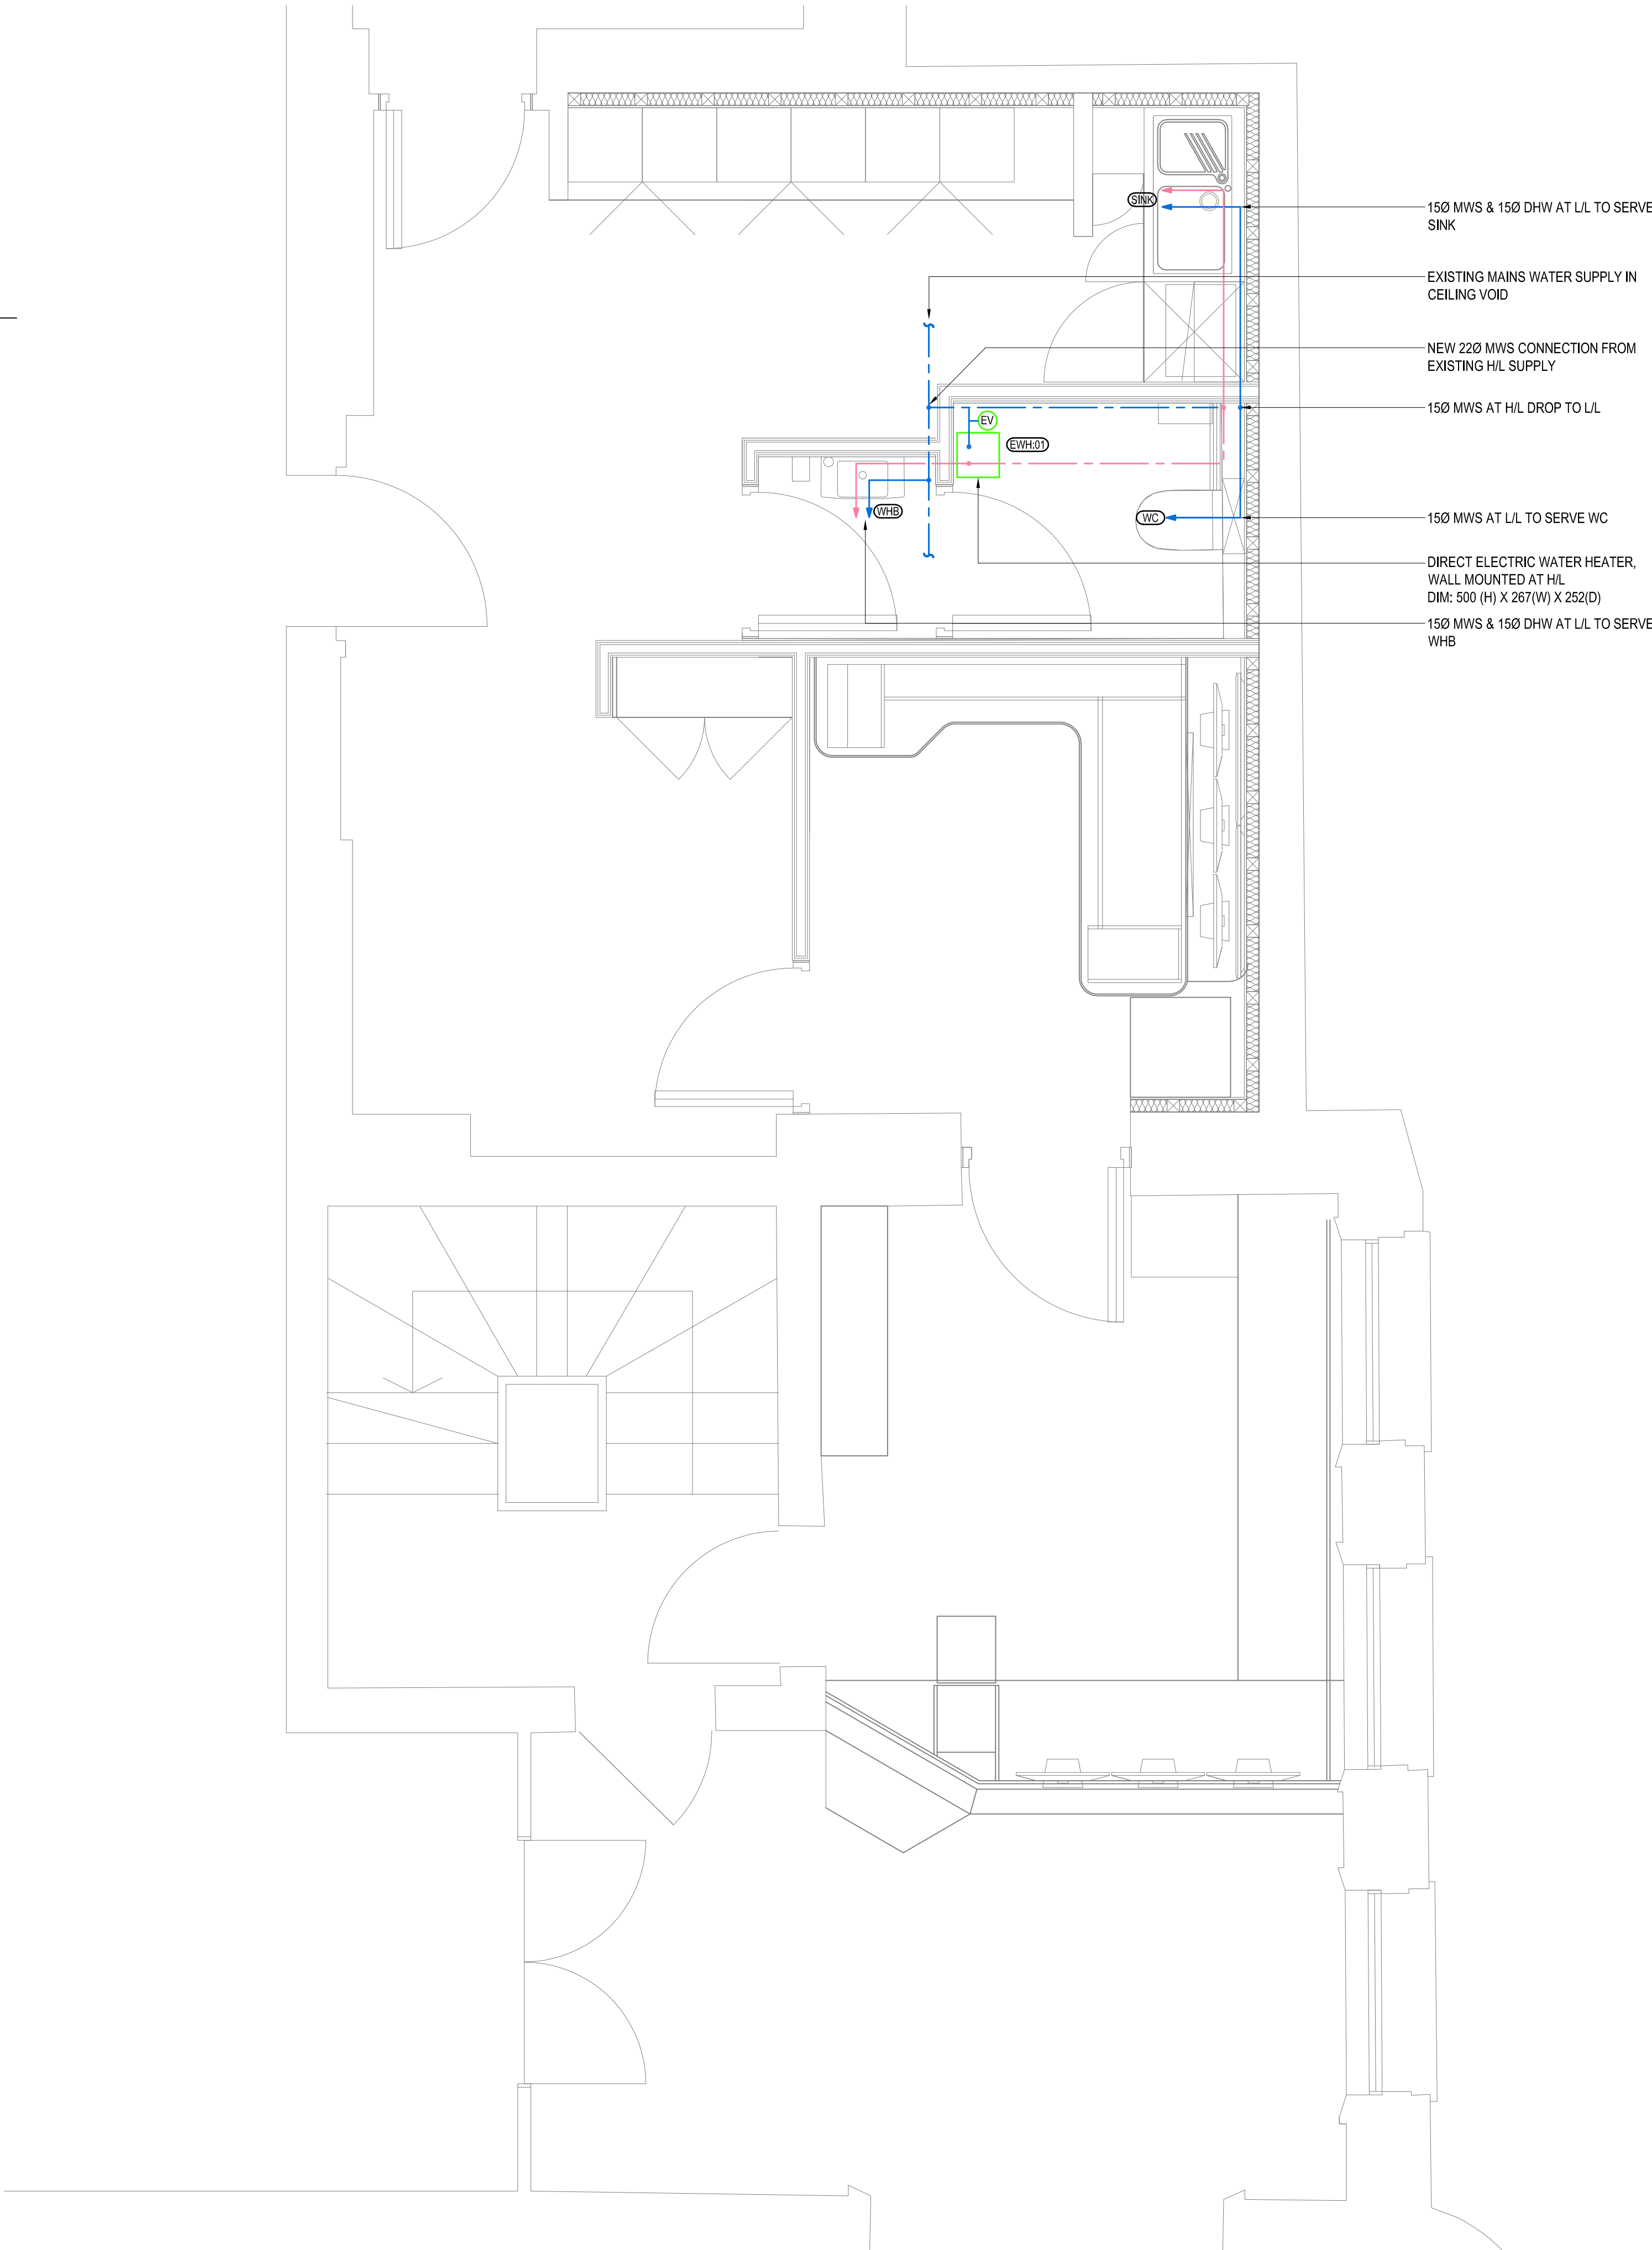 SINK
15Ø MWS & 15Ø DHW AT L/L TO SERVE
SINK
EXISTING MAINS WATER SUPPLY IN
CEILING VOID
NEW 22Ø MWS CONNECTION FROM
EXISTING H/L SUPPLY
15Ø MWS AT H/L DROP TO L/L
EV
EWH:01
WHB
WC
15Ø MWS AT L/L TO SERVE WC
DIRECT ELECTRIC WATER HEATER,
WALL MOUNTED AT H/L
DIM: 500 (H) X 267(W) X 252(D)
15Ø MWS & 15Ø DHW AT L/L TO SERVE
WHB